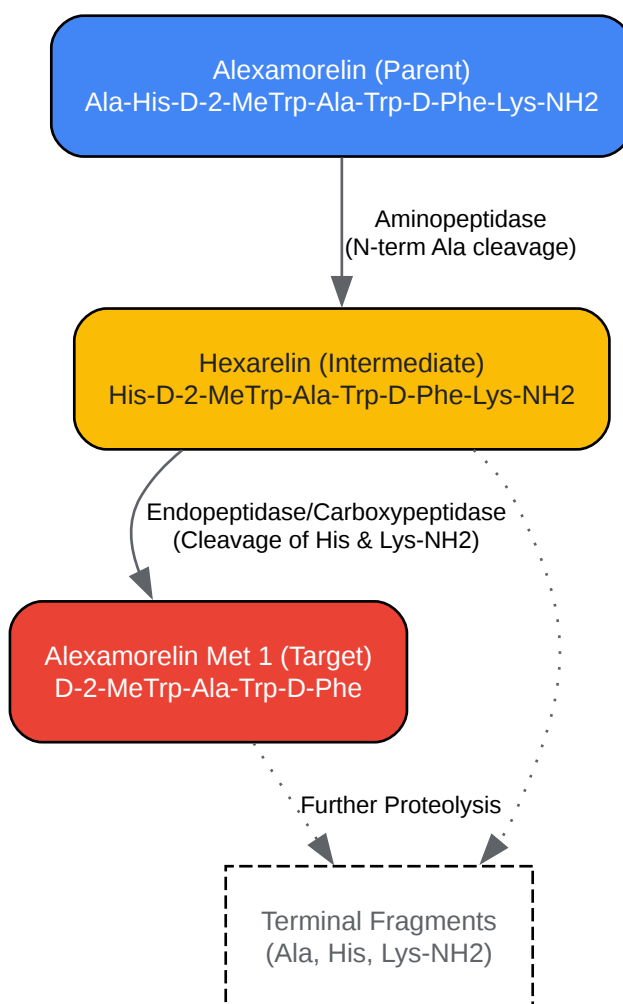 Alexamorelin (Parent)
Ala-His-D-2-MeTrp-Ala-Trp-D-Phe-Lys-NH2
Aminopeptidase
(N-term Ala cleavage)
Hexarelin (Intermediate)
His-D-2-MeTrp-Ala-Trp-D-Phe-Lys-NH2
Endopeptidase/Carboxypeptidase
(Cleavage of His & Lys-NH2)
Alexamorelin Met 1 (Target)
D-2-MeTrp-Ala-Trp-D-Phe
Further Proteolysis
Terminal Fragments
(Ala, His, Lys-NH2)